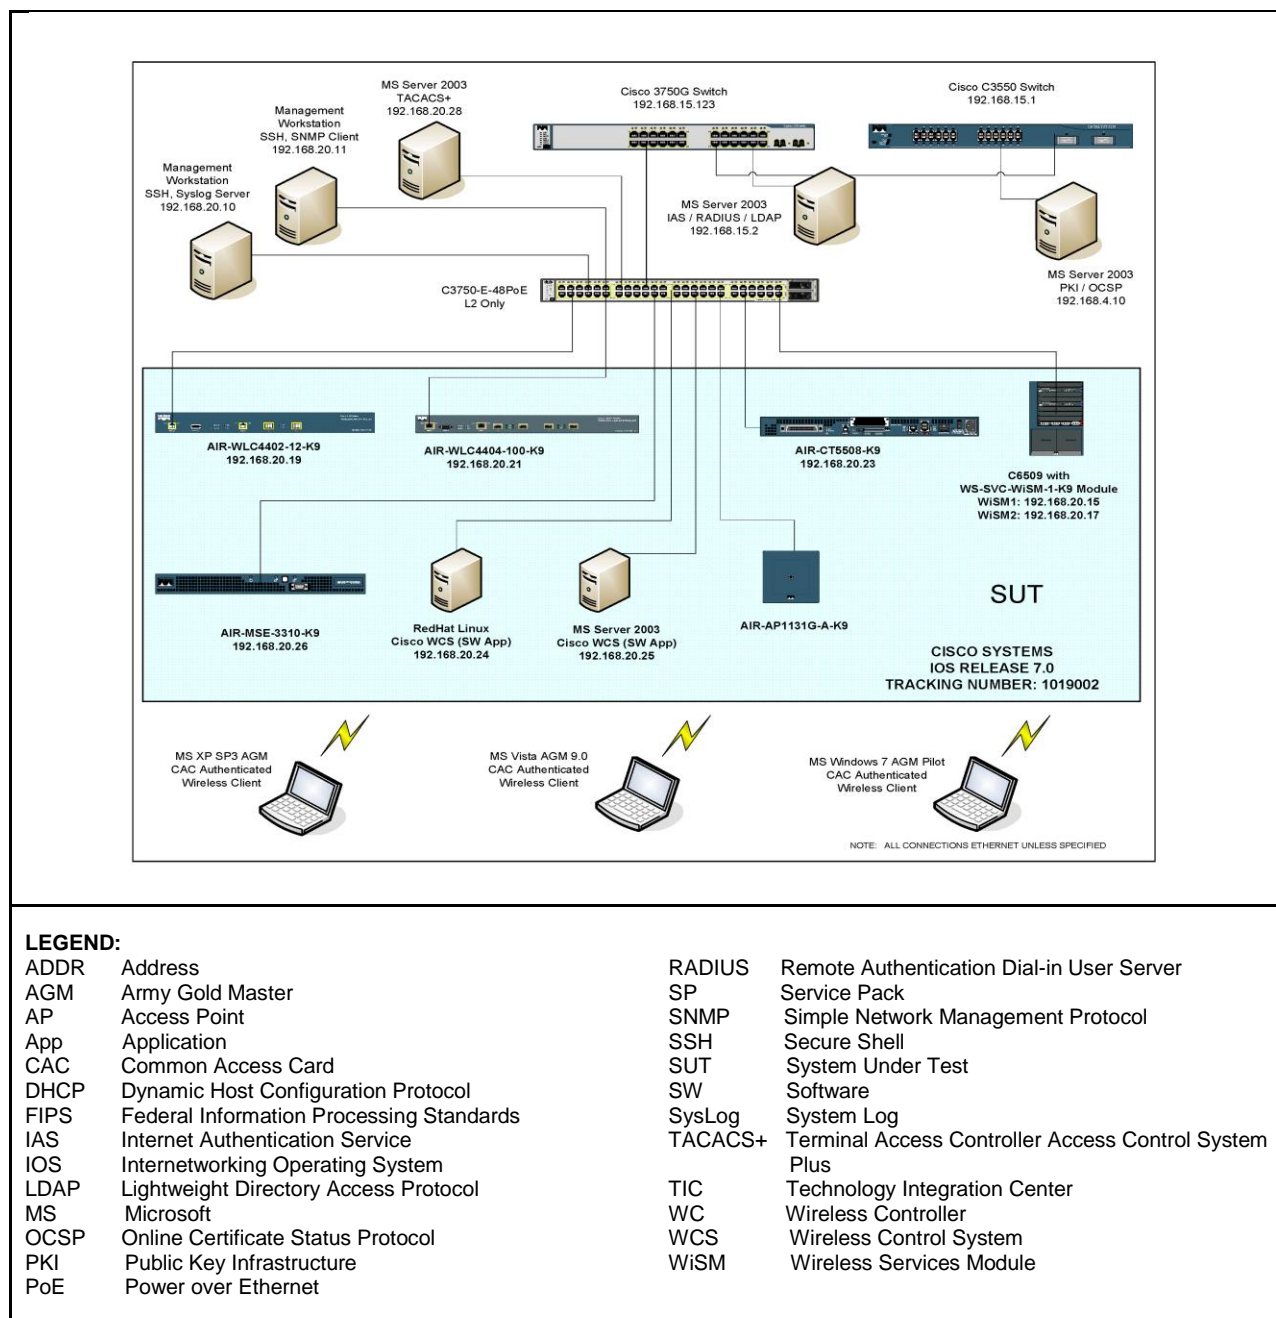 MS Server 2003
TACACS+
192.168.20.28
Cisco 3750G Switch
192.168.15.123
Cisco C3550 Switch
192.168.15.1
Management
Workstation
SSH, SNMP Client
192.168.20.11
Management
Workstation
SSH, Syslog Server
192.168.20.10
MS Server 2003
IAS / RADIUS / LDAP
192.168.15.2
MS Server 2003
PKI / OCSP
192.168.4.10
C3750-E-48PoE
L2 Only
AIR-WLC4402-12-K9
192.168.20.19
AIR-WLC4404-100-K9
192.168.20.21
AIR-CT5508-K9
192.168.20.23
C6509 with
WS-SVC-WiSM-1-K9 Module
WiSM1: 192.168.20.15
WiSM2: 192.168.20.17
AIR-MSE-3310-K9
192.168.20.26
RedHat Linux
Cisco WCS (SW App)
192.168.20.24
MS Server 2003
Cisco WCS (SW App)
192.168.20.25
AIR-AP1131G-A-K9
SUT
CISCO SYSTEMS
IOS RELEASE 7.0
TRACKING NUMBER: 1019002
MS XP SP3 AGM
CAC Authenticated
Wireless Client
MS Vista AGM 9.0
CAC Authenticated
Wireless Client
MS Windows 7 AGM Pilot
CAC Authenticated
Wireless Client
NOTE: ALL CONNECTIONS ETHERNET UNLESS SPECIFIED
LEGEND:
ADDR Address
AGM Army Gold Master
AP Access Point
App Application
CAC Common Access Card
DHCP Dynamic Host Configuration Protocol
FIPS Federal Information Processing Standards
IAS Internet Authentication Service
IOS Internetworking Operating System
LDAP Lightweight Directory Access Protocol
MS Microsoft
OCSP Online Certificate Status Protocol
PKI Public Key Infrastructure
PoE Power over Ethernet
RADIUS Remote Authentication Dial-in User Server
SP Service Pack
SNMP Simple Network Management Protocol
SSH Secure Shell
SUT System Under Test
SW Software
SysLog System Log
TACACS+ Terminal Access Controller Access Control System
Plus
TIC Technology Integration Center
WC Wireless Controller
WCS Wireless Control System
WiSM Wireless Services Module